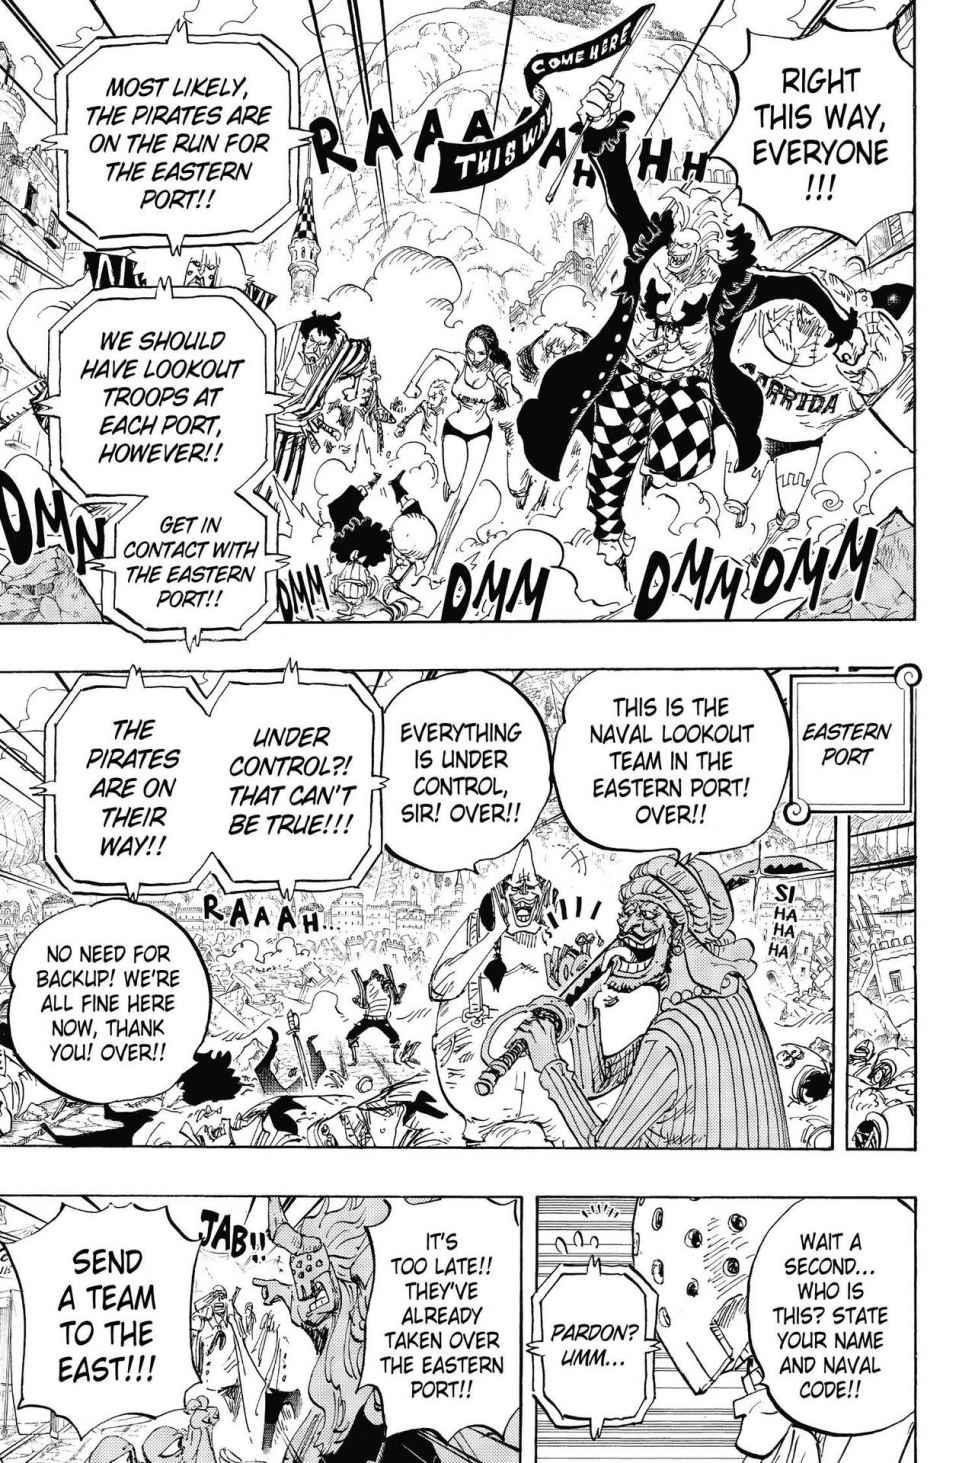 RIGHT
THIS WAY,
EVERYONE
!!!
COME HERE
THIS WAY
RAAAAAHHH
MOST LIKELY,
THE PIRATES ARE
ON THE RUN FOR
THE EASTERN
PORT!!
WE SHOULD
HAVE LOOKOUT
TROOPS AT
EACH PORT,
HOWEVER!!
GET IN
CONTACT WITH
THE EASTERN
PORT!!
DMM
DMM
DMM
DMM
DMM
EASTERN
PORT
THIS IS THE
NAVAL LOOKOUT
TEAM IN THE
EASTERN PORT!
OVER!!
EVERYTHING
IS UNDER
CONTROL,
SIR! OVER!!
UNDER
CONTROL?!
THAT CAN'T
BE TRUE!!!
THE
PIRATES
ARE ON
THEIR
WAY!!
SI
HA
HA
HA
RAAAH...
NO NEED FOR
BACKUP! WE'RE
ALL FINE HERE
NOW, THANK
YOU! OVER!!
WAIT A
SECOND...
WHO IS
THIS? STATE
YOUR NAME
AND NAVAL
CODE!!
PARDON?
UMM...
IT'S
TOO LATE!!
THEY'VE
ALREADY
TAKEN OVER
THE EASTERN
PORT!!
JAB!!
SEND
A TEAM
TO THE
EAST!!!